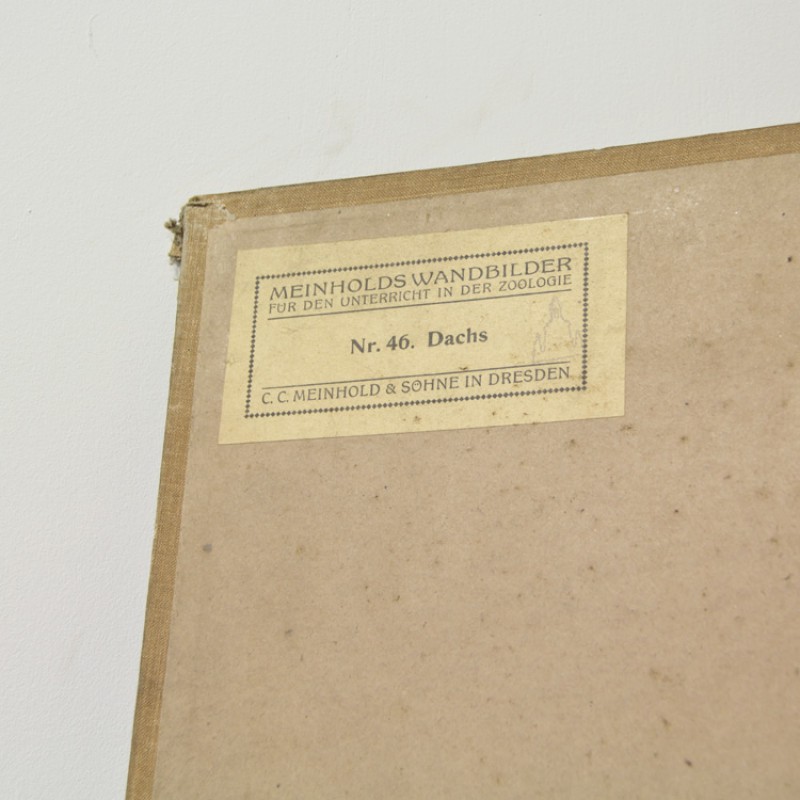 MEINHOLDS WANDBILDER
FÜR DEN UNTERRICHT IN DER ZOOLOGIE
Nr. 46. Dachs
C. C. MEINHOLD & SÖHNE IN DRESDEN